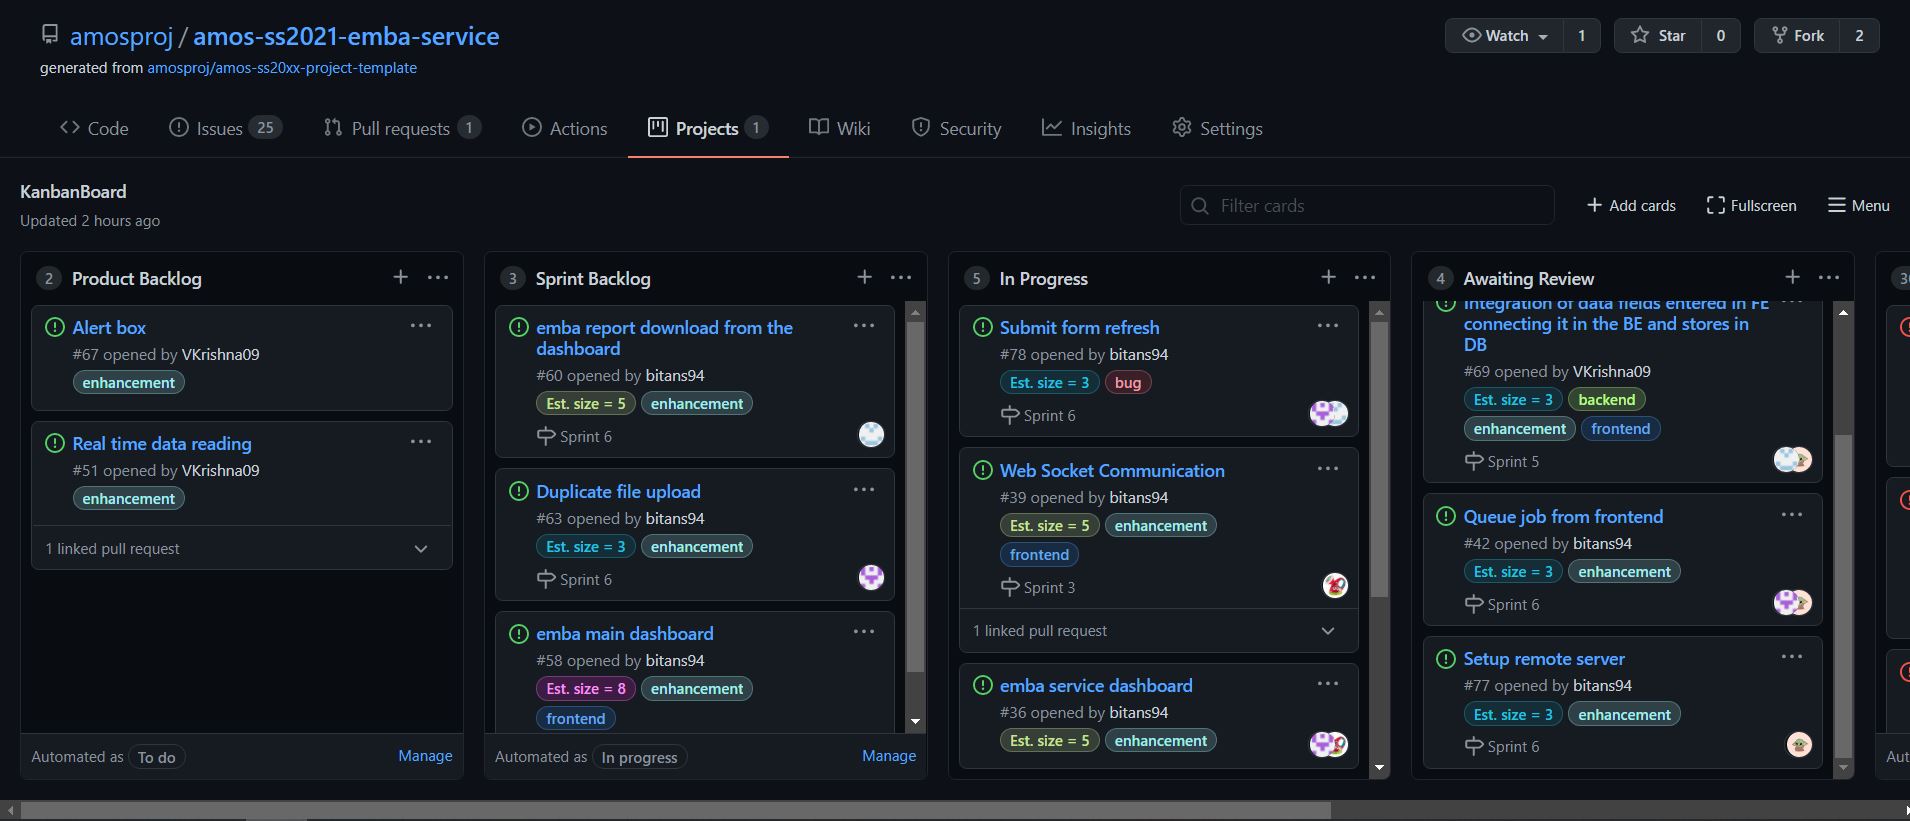 amosproj / amos-ss2021-emba-service
Watch 1 Star 0 Fork 2
generated from amosproj/amos-ss20xx-project-template
Code Issues 25 Pull requests 1 Actions Projects 1 Wiki Security Insights Settings
KanbanBoard
Updated 2 hours ago
Filter cards
Add cards Fullscreen Menu
2 Product Backlog
Alert box
#67 opened by VKrishna09
enhancement
Real time data reading
#51 opened by VKrishna09
enhancement
1 linked pull request
Automated as To do Manage
3 Sprint Backlog
emba report download from the
dashboard
#60 opened by bitans94
Est. size = 5 enhancement
Sprint 6
Duplicate file upload
#63 opened by bitans94
Est. size = 3 enhancement
Sprint 6
emba main dashboard
#58 opened by bitans94
Est. size = 8 enhancement
frontend
Automated as In progress Manage
5 In Progress
Submit form refresh
#78 opened by bitans94
Est. size = 3 bug
Sprint 6
Web Socket Communication
#39 opened by bitans94
Est. size = 5 enhancement
frontend
Sprint 3
1 linked pull request
emba service dashboard
#36 opened by bitans94
Est. size = 5 enhancement
4 Awaiting Review
Integration of data fields entered in FE
connecting it in the BE and stores in
DB
#69 opened by VKrishna09
Est. size = 3 backend
enhancement frontend
Sprint 5
Queue job from frontend
#42 opened by bitans94
Est. size = 3 enhancement
Sprint 6
Setup remote server
#77 opened by bitans94
Est. size = 3 enhancement
Sprint 6